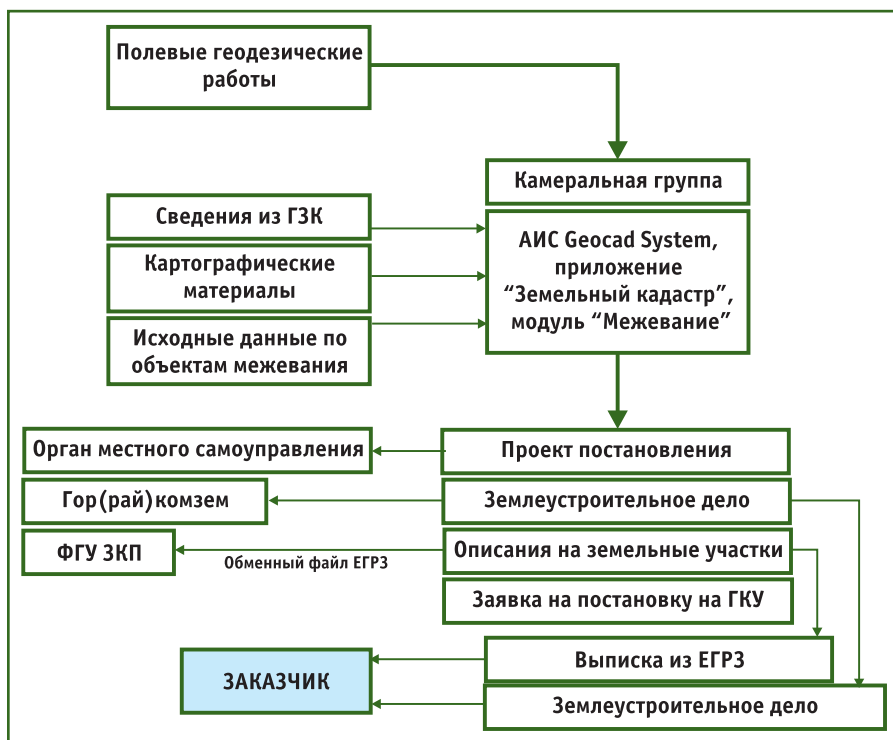 Полевые геодезические
работы
Камеральная группа
Сведения из ГЗК
Картографические
материалы
Исходные данные по
объектам межевания
АИС Geocad System,
приложение
“Земельный кадастр”,
модуль “Межевание”
Орган местного самоуправления
Проект постановления
Гор(рай)комзем
Землеустроительное дело
ФГУ ЗКП
Обменный файл ЕГРЗ
Описания на земельные участки
Заявка на постановку на ГКУ
Выписка из ЕГРЗ
ЗАКАЗЧИК
Землеустроительное дело